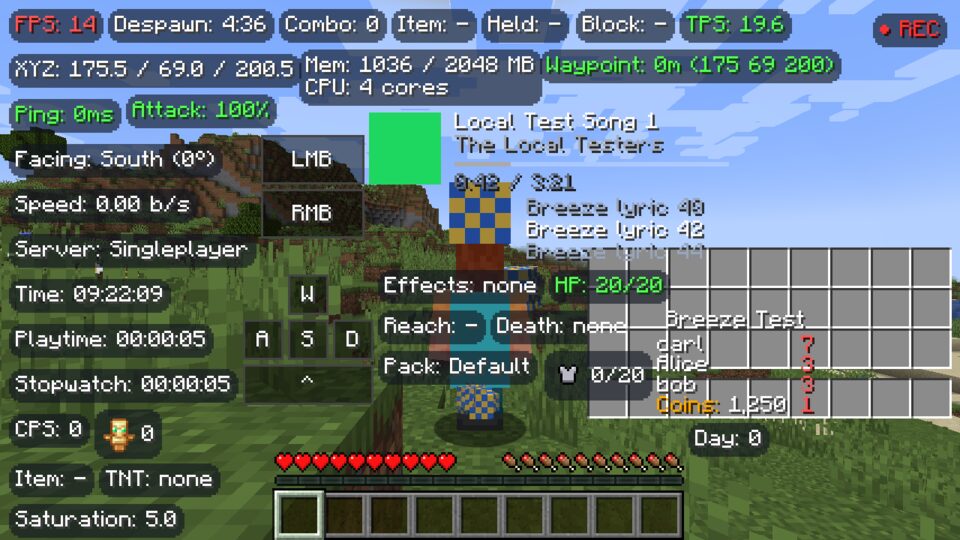 FPS: 14 Despawn: 4:36 Combo: 0 Item: - Held: - Block: - TPS: 19.6 REC
XYZ: 175.5 / 69.0 / 200.5
Mem: 1036 / 2048 MB
CPU: 4 cores
Waypoint: 0m (175 69 200)
Ping: 0ms Attack: 100%
Local Test Song 1
The Local Testers
0:42 / 3:21
Breeze lyric 40
Breeze lyric 42
Breeze lyric 44
Facing: South (0°)
LMB
Speed: 0.00 b/s
RMB
Server: Singleplayer
Time: 09:22:09
W
Effects: none HP: 20/20
Playtime: 00:00:05
A S D
Reach: - Death: none
Stopwatch: 00:00:05
^
Pack: Default
0/20
Breeze Test
darl 7
Alice 3
bob 3
Coins: 1,250 1
CPS: 0
0
Day: 0
Item: - TNT: none
Saturation: 5.0